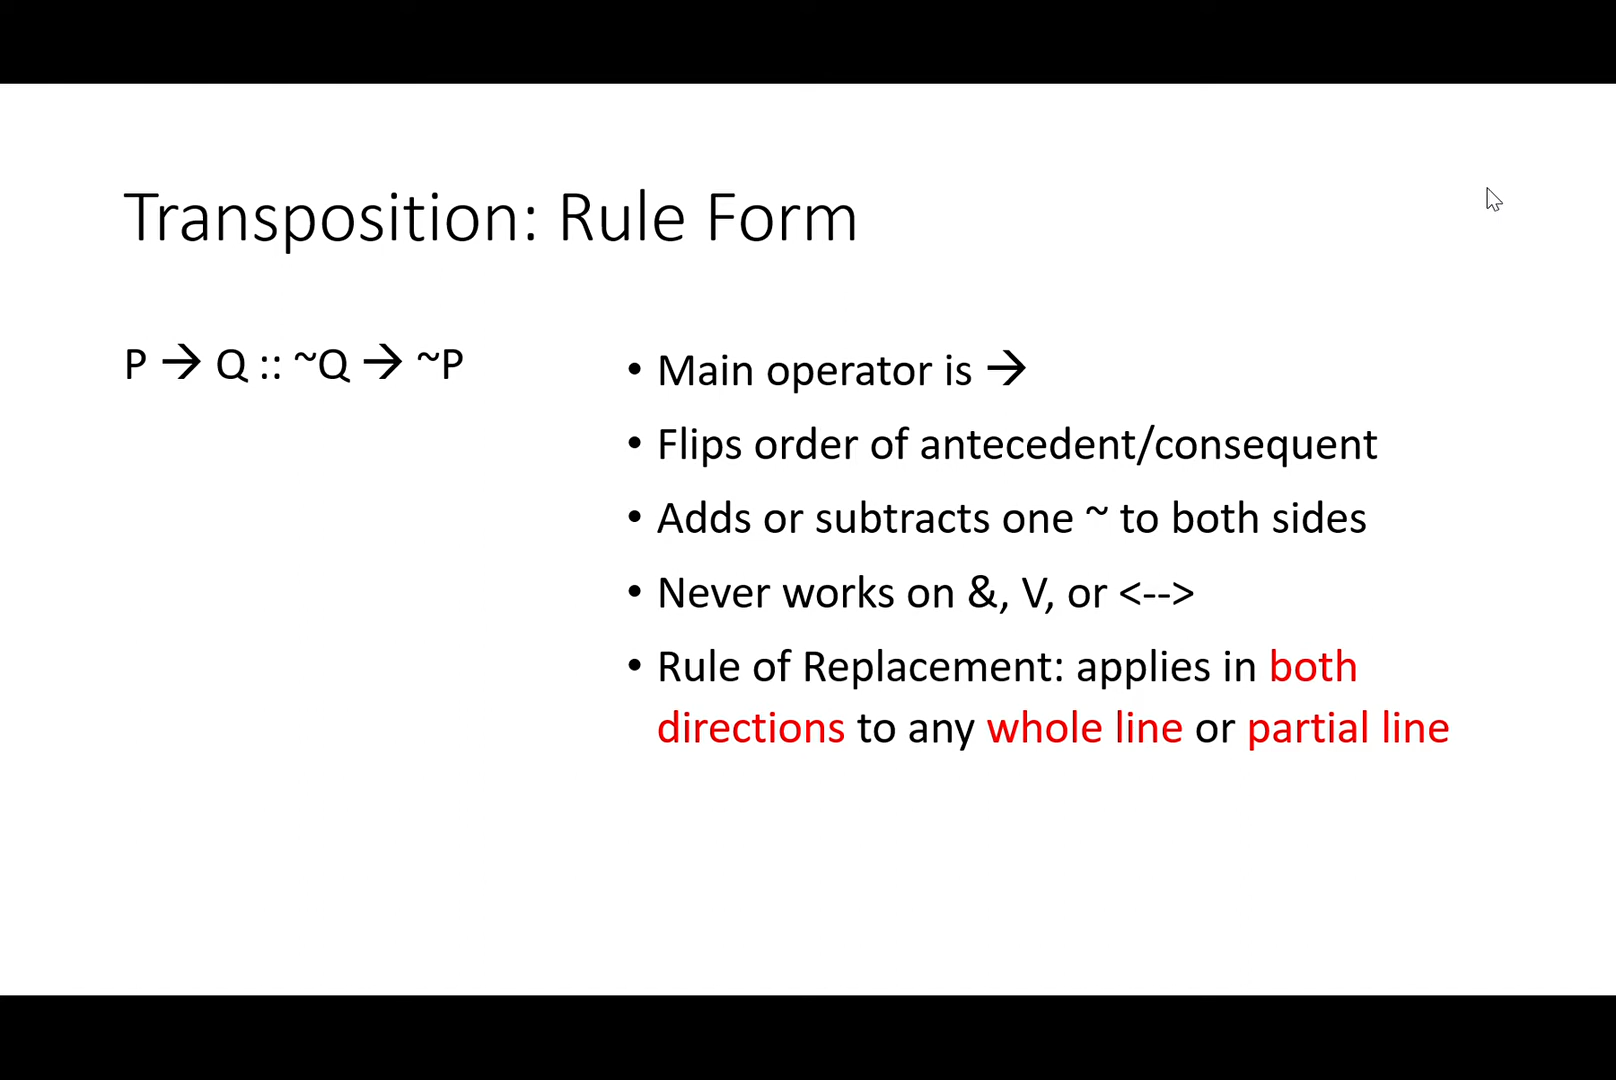 Transposition: Rule Form
P → Q :: ~Q → ~P
• Main operator is →
• Flips order of antecedent/consequent
• Adds or subtracts one ~ to both sides
• Never works on &, V, or <-->
• Rule of Replacement: applies in both
directions to any whole line or partial line